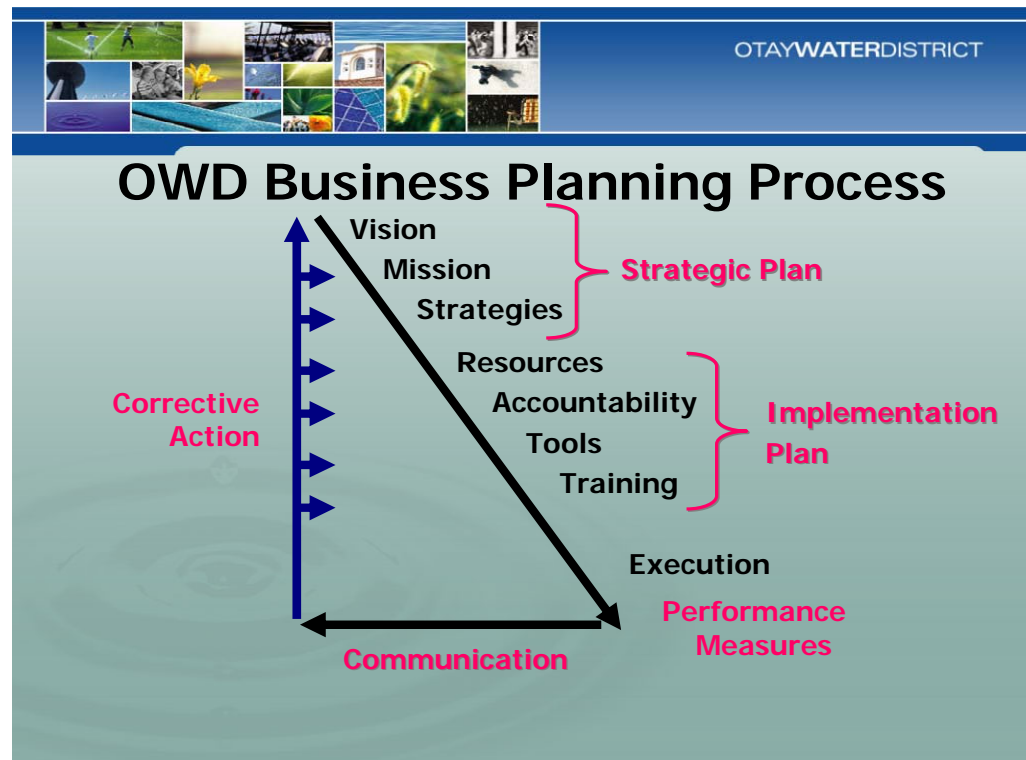 OTAYWATERDISTRICT
OWD Business Planning Process
Vision
Mission
Strategies
Strategic Plan
Resources
Accountability
Tools
Training
Implementation
Plan
Corrective
Action
Execution
Performance
Measures
Communication